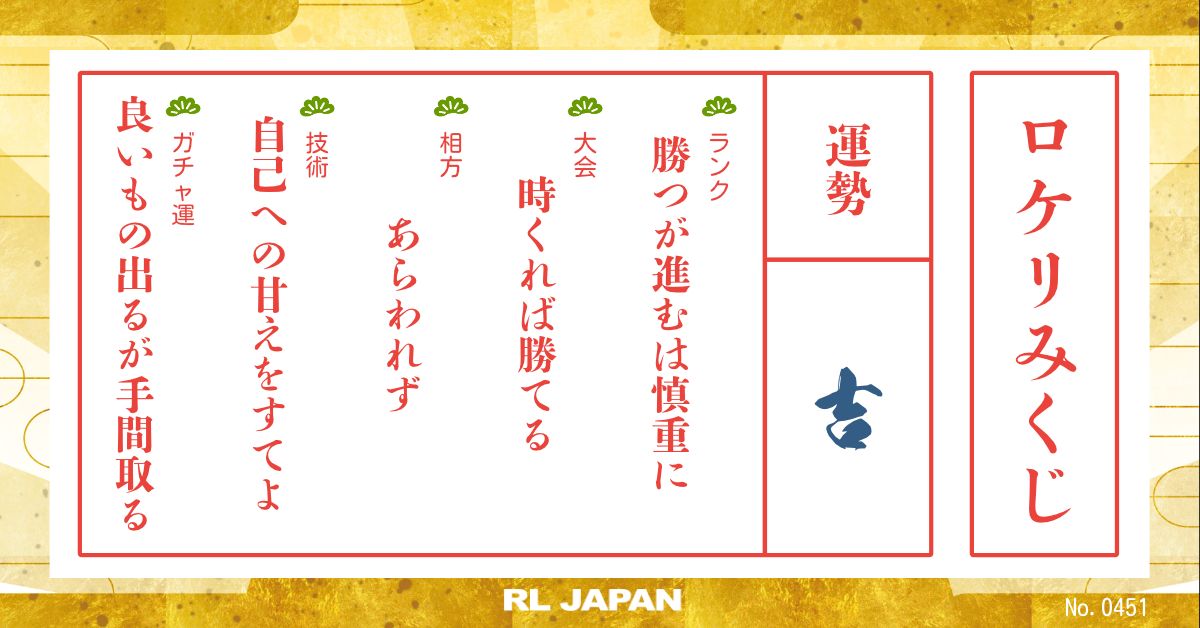 ロケリみくじ
運勢
吉
ランク
勝つが進むは慎重に
大会
時くれば勝てる
相方
あらわれず
技術
自己への甘えをすてよ
ガチャ運
良いもの出るが手間取る
RL JAPAN
No. 0451